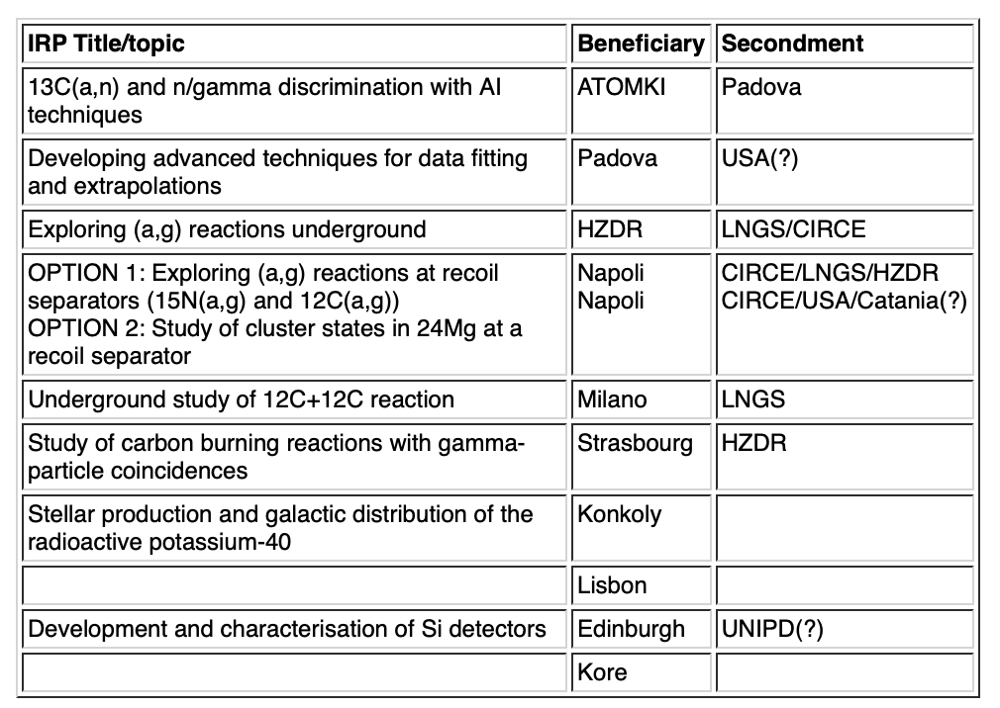 IRP Title/topic Beneficiary Secondment
13C(a,n) and n/gamma discrimination with AI ATOMKI Padova
techniques
Developing advanced techniques for data fitting Padova USA(?)
and extrapolations
Exploring (a,g) reactions underground HZDR LNGS/CIRCE
OPTION 1: Exploring (a,g) reactions at recoil Napoli CIRCE/LNGS/HZDR
separators (15N(a,g) and 12C(a,g)) Napoli CIRCE/USA/Catania(?)
OPTION 2: Study of cluster states in 24Mg at a
recoil separator
Underground study of 12C+12C reaction Milano LNGS
Study of carbon burning reactions with gamma- Strasbourg HZDR
particle coincidences
Stellar production and galactic distribution of the Konkoly
radioactive potassium-40
Lisbon
Development and characterisation of Si detectors Edinburgh UNIPD(?)
Kore